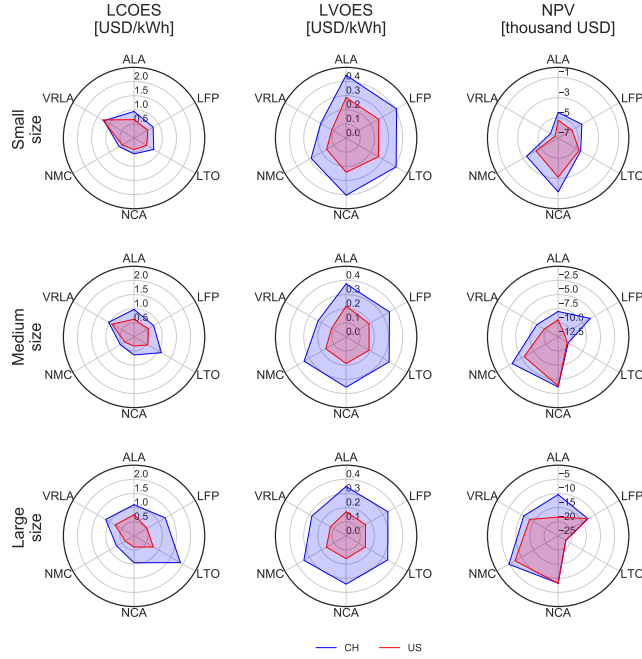 LCOES
[USD/kWh]
LVOES
[USD/kWh]
NPV
[thousand USD]
Small
size
ALA
LFP
LTO
NCA
NMC
VRLA
2.0
1.5
1.0
0.5
ALA
LFP
LTO
NCA
NMC
VRLA
0.4
0.3
0.2
0.1
0.0
ALA
LFP
LTO
NCA
NMC
VRLA
−1
−3
−5
−7
Medium
size
ALA
LFP
LTO
NCA
NMC
VRLA
2.0
1.5
1.0
0.5
ALA
LFP
LTO
NCA
NMC
VRLA
0.4
0.3
0.2
0.1
0.0
ALA
LFP
LTO
NCA
NMC
VRLA
−2.5
−5.0
−7.5
−10.0
−12.5
Large
size
ALA
LFP
LTO
NCA
NMC
VRLA
2.0
1.5
1.0
0.5
ALA
LFP
LTO
NCA
NMC
VRLA
0.4
0.3
0.2
0.1
0.0
ALA
LFP
LTO
NCA
NMC
VRLA
−5
−10
−15
−20
−25
CH
US